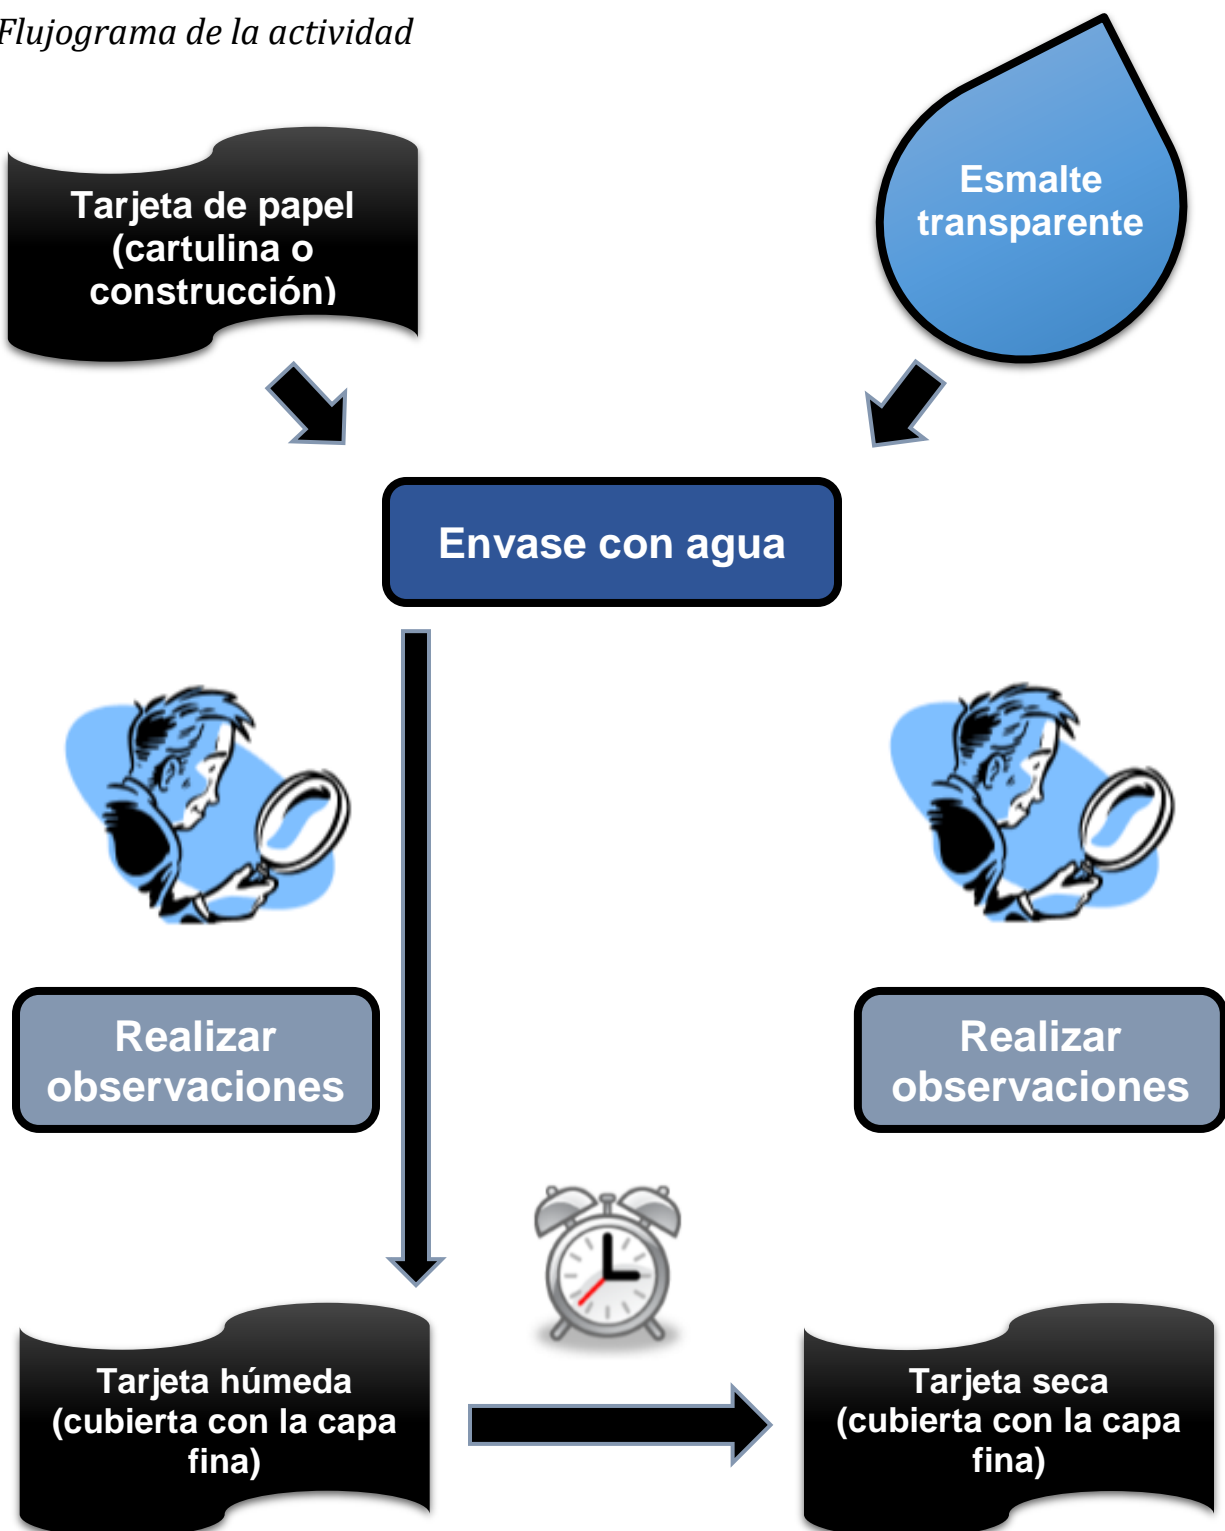 Flujograma de la actividad
Tarjeta de papel
(cartulina o
construcción)
Esmalte
transparente
Envase con agua
Realizar
observaciones
Realizar
observaciones
Tarjeta húmeda
(cubierta con la capa
fina)
Tarjeta seca
(cubierta con la capa
fina)